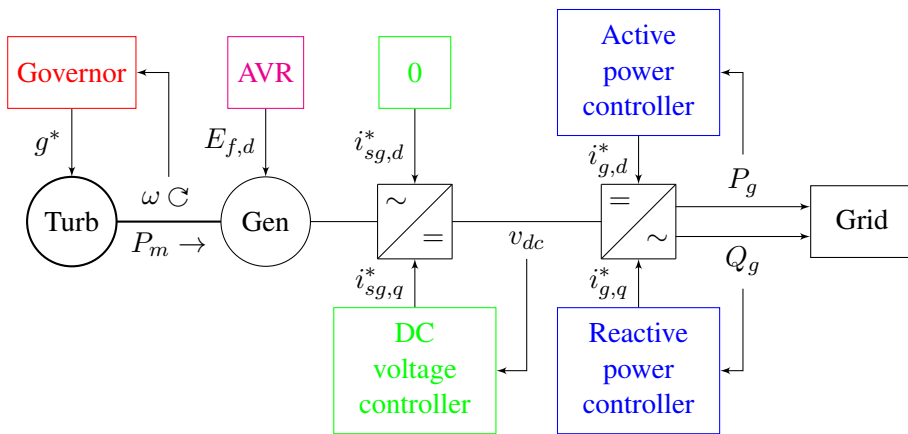 Governor
AVR
0
Active
power
controller
g*
E_{f,d}
i*_{sg,d}
i*_{g,d}
P_g
ω ↻
Turb
Gen
~
=
=
~
Grid
P_m →
v_{dc}
Q_g
i*_{sg,q}
i*_{g,q}
DC
voltage
controller
Reactive
power
controller